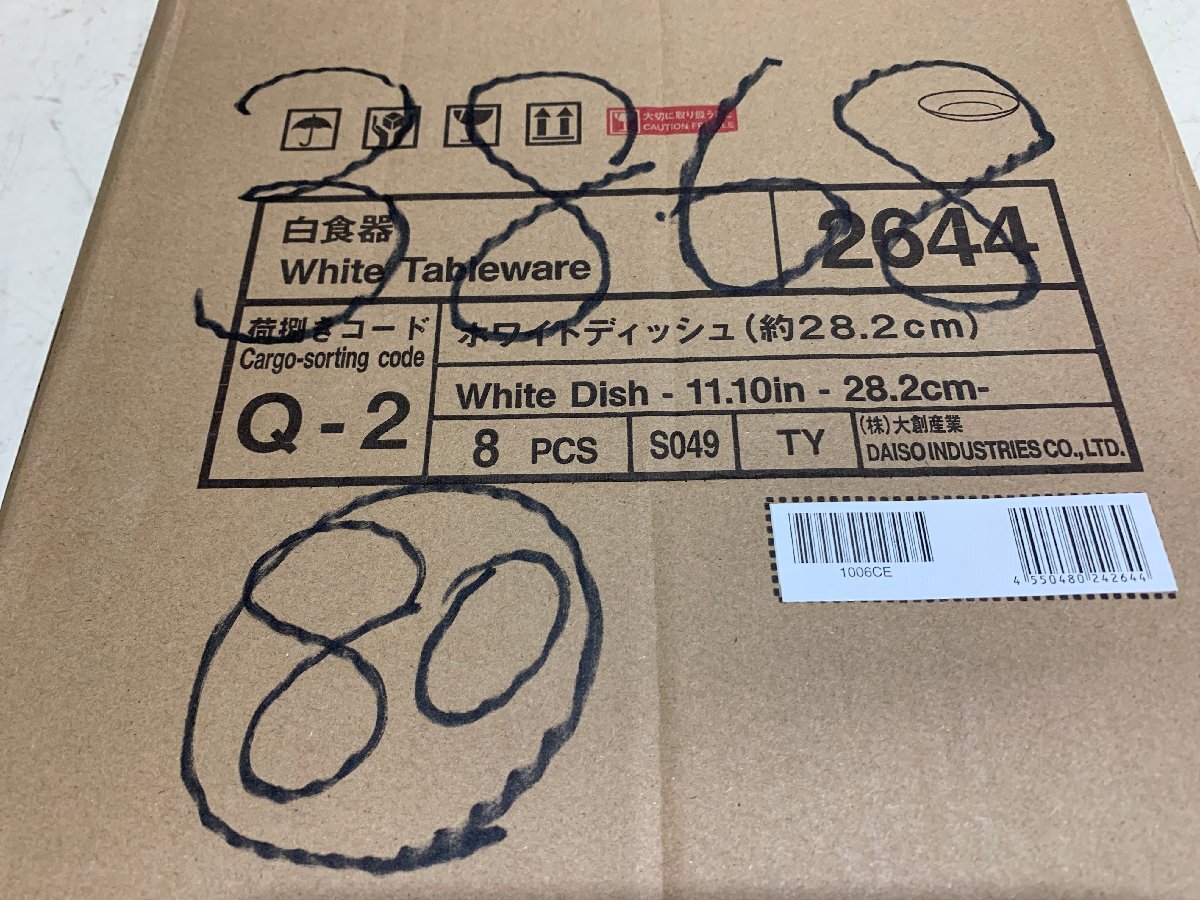 3868
大切に取り扱う
CAUTION
白食器
White Tableware
2644
荷捌きコード
Cargo-sorting code
Q - 2
ホワイトディッシュ(約28.2cm)
White Dish - 11.10in - 28.2cm-
8 PCS
S049
TY
(株)大創産業
DAISO INDUSTRIES CO.,LTD.
1006CE
4 550480 242644
80